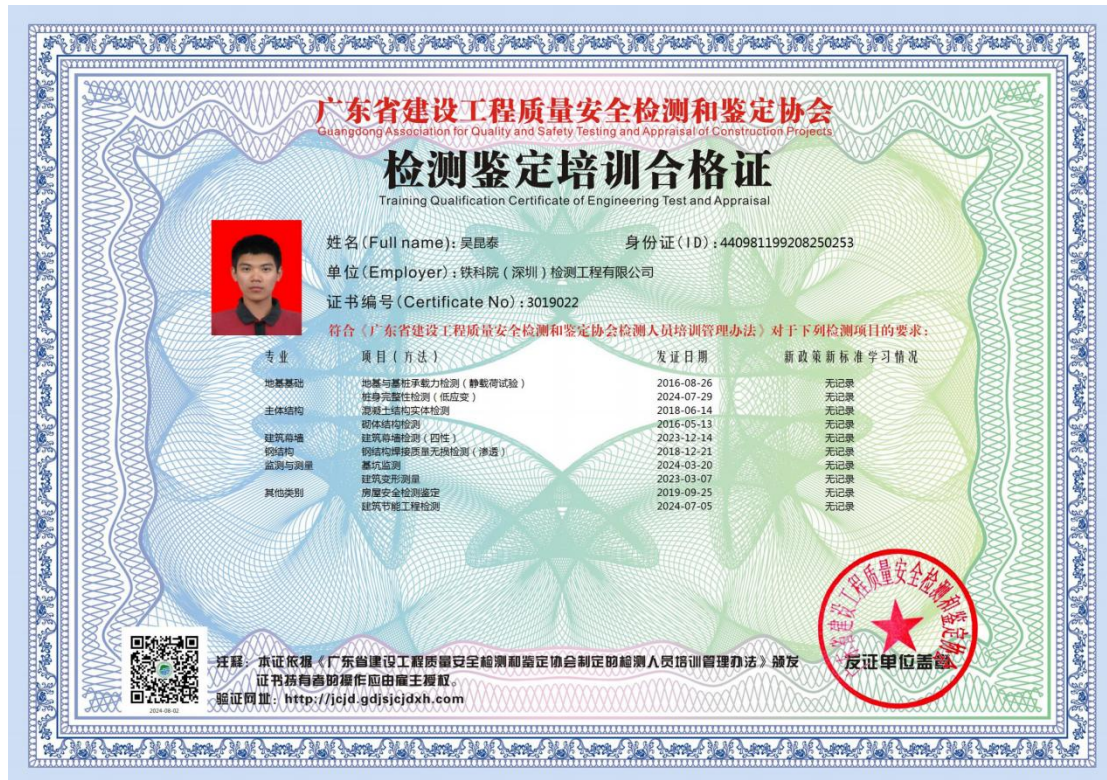 广东省建设工程质量安全检测和鉴定协会
Guangdong Association for Quality and Safety Testing and Appraisal of Construction Projects
检测鉴定培训合格证
Training Qualification Certificate of Engineering Test and Appraisal
姓名(Full name): 吴昆泰 身份证(ID): 440981199208250253
单位(Employer): 铁科院（深圳）检测工程有限公司
证书编号(Certificate No): 3019022
符合《广东省建设工程质量安全检测和鉴定协会检测人员培训管理办法》对于下列检测项目的要求:
专业 项目(方法) 发证日期 新政策新标准学习情况
地基基础 地基与基桩承载力检测（静载荷试验） 2016-08-26 无记录
桩身完整性检测（低应变） 2024-07-29 无记录
主体结构 混凝土结构实体检测 2018-06-14 无记录
砌体结构检测 2016-05-13 无记录
建筑幕墙 建筑幕墙检测（四性） 2023-12-14 无记录
钢结构 钢结构焊接质量无损检测（渗透） 2018-12-21 无记录
监测与测量 基坑监测 2024-03-20 无记录
建筑变形测量 2023-03-07 无记录
其他类别 房屋安全检测鉴定 2019-09-25 无记录
建筑节能工程检测 2024-07-05 无记录
广东省建设工程质量安全检测和鉴定协会
发证单位盖章
注释: 本证依据《广东省建设工程质量安全检测和鉴定协会制定的检测人员培训管理办法》颁发
证书持有者的操作应由雇主授权。
验证网址: http://jcjd.gdjsjcjdxh.com
2024-08-02